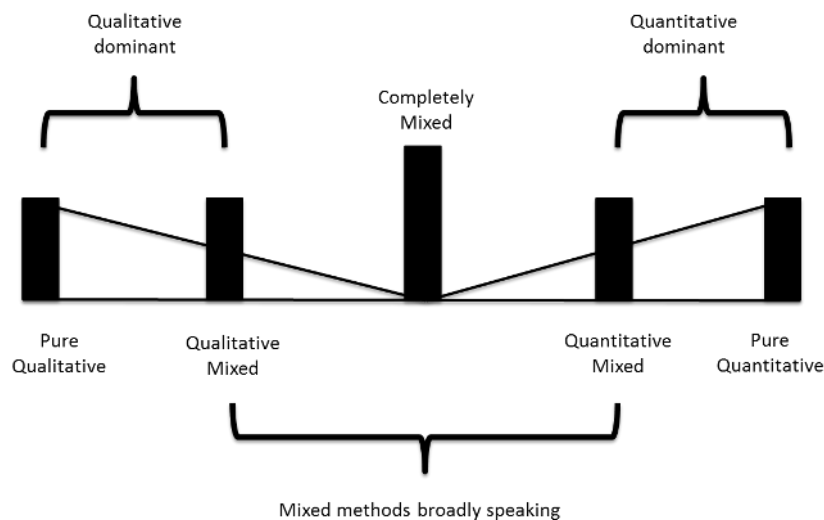 Qualitative
dominant
Quantitative
dominant
Completely
Mixed
Pure
Qualitative
Qualitative
Mixed
Quantitative
Mixed
Pure
Quantitative
Mixed methods broadly speaking